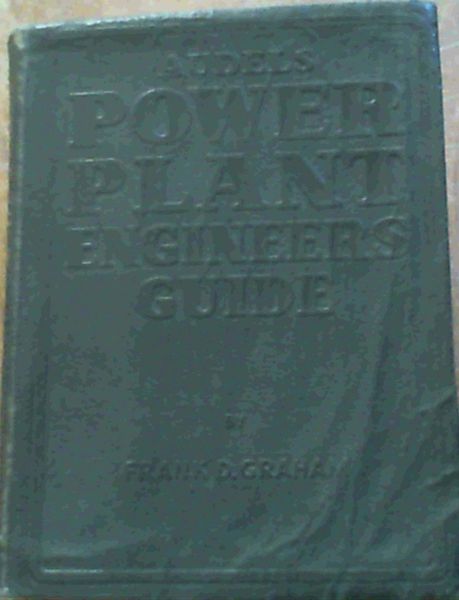 AUDELS
POWER
PLANT
ENGINEERS
GUIDE
BY
FRANK D. GRAHAM